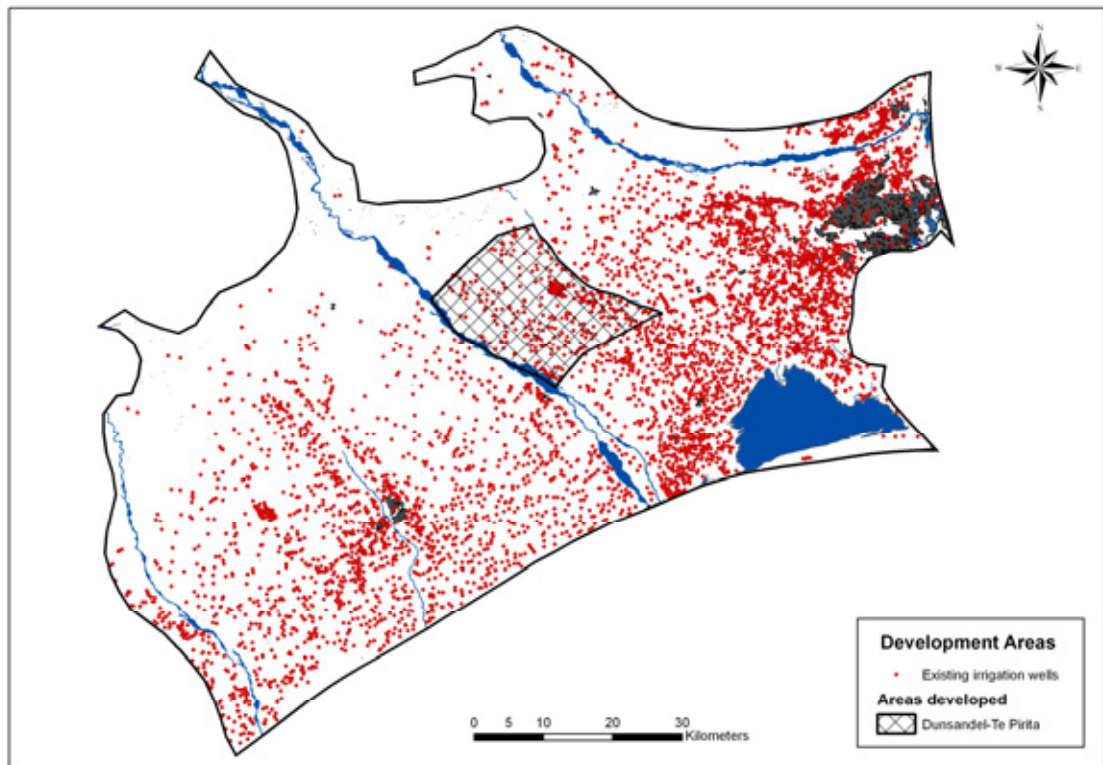 N
W E
S
Development Areas
Existing irrigation wells
Areas developed
Dunsandel-Te Pirita
0 5 10 20 30
Kilometers